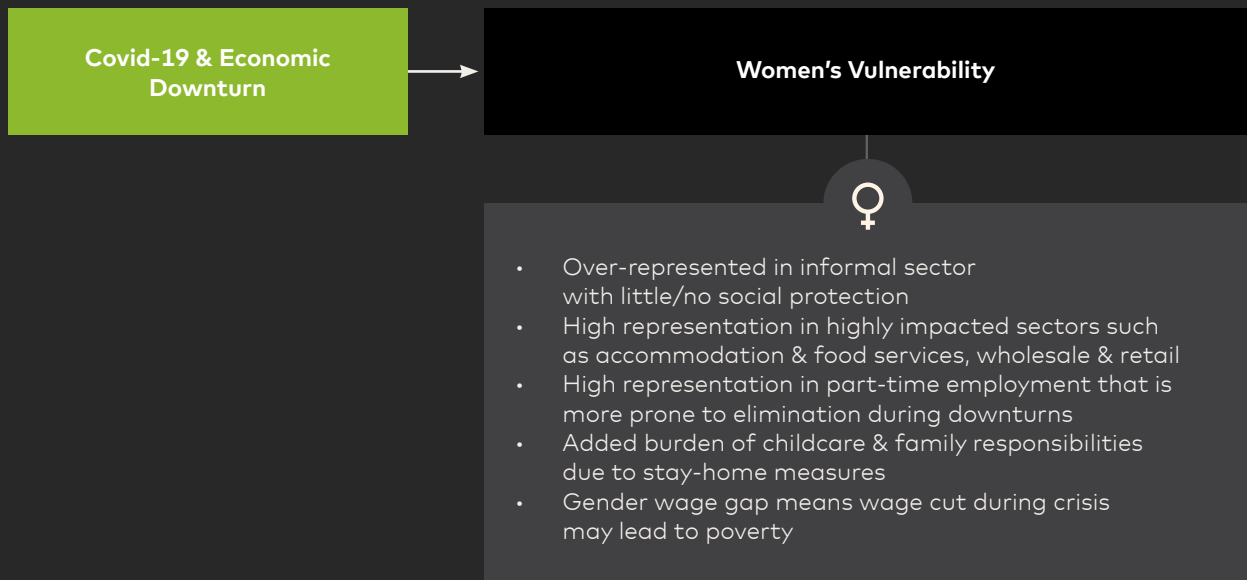 Covid-19 & Economic
Downturn
Women’s Vulnerability
• Over-represented in informal sector
with little/no social protection
• High representation in highly impacted sectors such
as accommodation & food services, wholesale & retail
• High representation in part-time employment that is
more prone to elimination during downturns
• Added burden of childcare & family responsibilities
due to stay-home measures
• Gender wage gap means wage cut during crisis
may lead to poverty